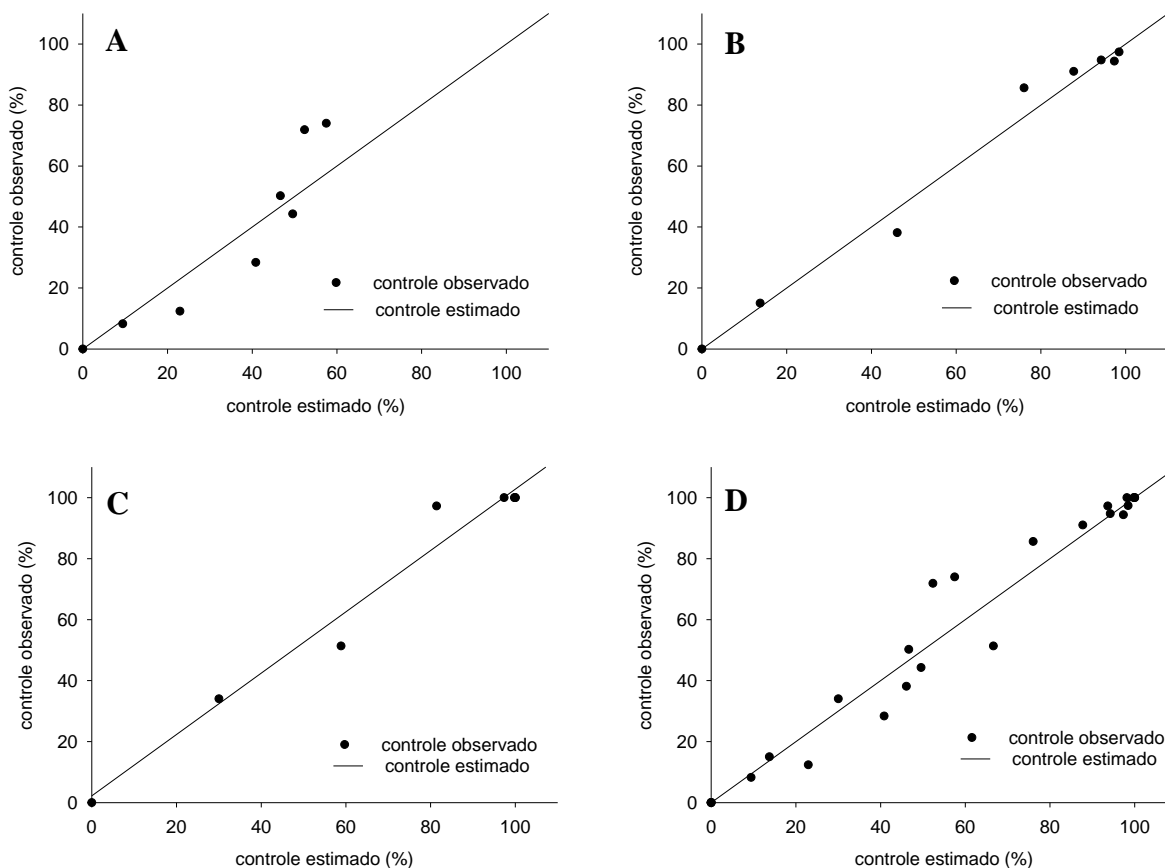 A
controle observado (%)
100
80
60
40
20
0
controle observado
controle estimado
0 20 40 60 80 100
controle estimado (%)
B
controle observado (%)
100
80
60
40
20
0
controle observado
controle estimado
0 20 40 60 80 100
controle estimado (%)
C
controle observado (%)
100
80
60
40
20
0
controle observado
controle estimado
0 20 40 60 80 100
controle estimado (%)
D
controle observado (%)
100
80
60
40
20
0
controle observado
controle estimado
0 20 40 60 80 100
controle estimado (%)